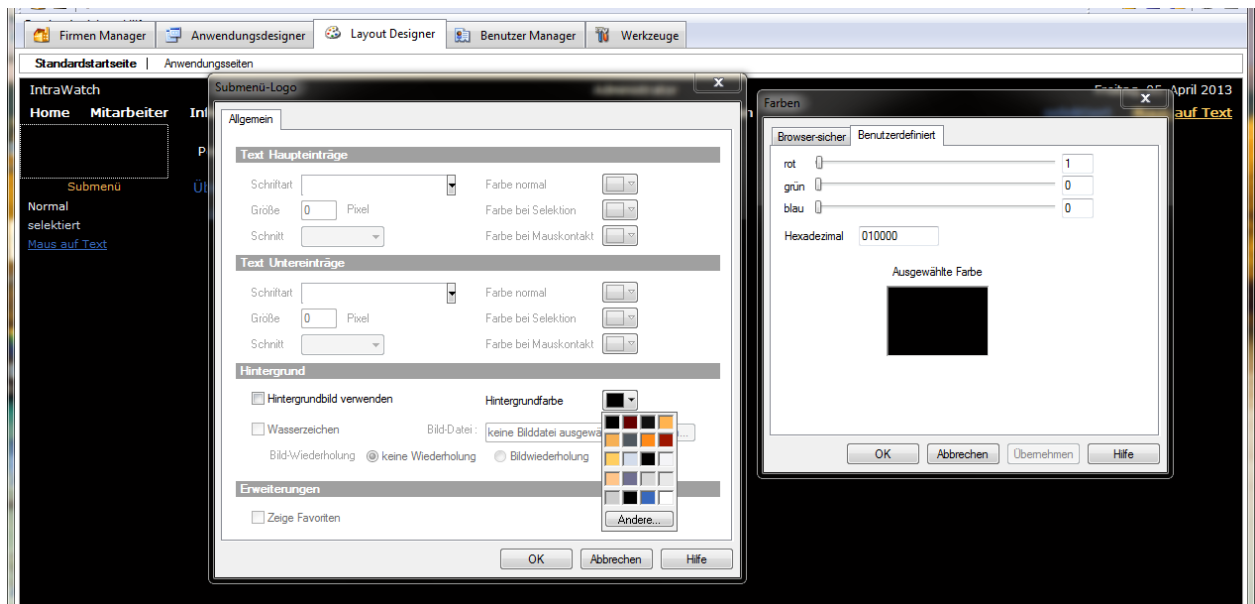 Firmen Manager Anwendungsdesigner Layout Designer Benutzer Manager Werkzeuge
Standardstartseite | Anwendungsseiten
IntraWatch
April 2013
Home Mitarbeiter
auf Text
Submenü
Normal
selektiert
Maus auf Text
Submenü-Logo
Allgemein
Text Haupteinträge
Schriftart Farbe normal
Größe 0 Pixel Farbe bei Selektion
Schnitt Farbe bei Mauskontakt
Text Untereinträge
Schriftart Farbe normal
Größe 0 Pixel Farbe bei Selektion
Schnitt Farbe bei Mauskontakt
Hintergrund
Hintergrundbild verwenden Hintergrundfarbe
Wasserzeichen Bild-Datei : keine Bilddatei ausgewä
Bild-Wiederholung keine Wiederholung Bildwiederholung
Erweiterungen
Zeige Favoriten
Andere...
OK Abbrechen Hilfe
Farben
Browser-sicher Benutzerdefiniert
rot 1
grün 0
blau 0
Hexadezimal 010000
Ausgewählte Farbe
OK Abbrechen Übernehmen Hilfe